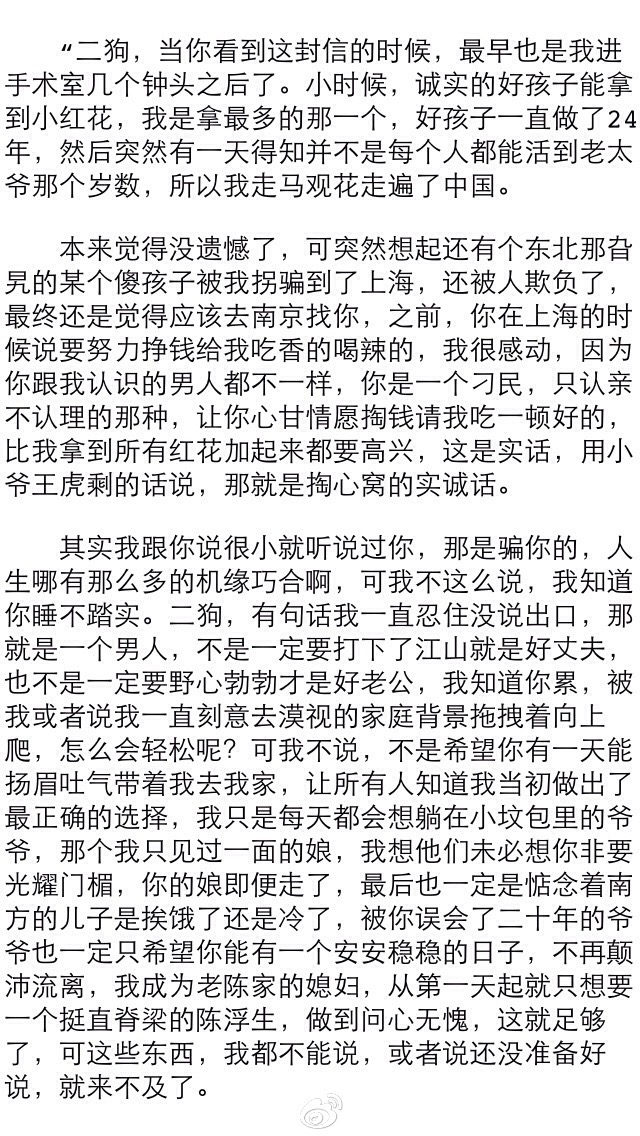 “二狗，当你看到这封信的时候，最早也是我进
手术室几个钟头之后了。小时候，诚实的好孩子能拿
到小红花，我是拿最多的那一个，好孩子一直做了24
年，然后突然有一天得知并不是每个人都能活到老太
爷那个岁数，所以我走马观花走遍了中国。
本来觉得没遗憾了，可突然想起还有个东北那旮
旯的某个傻孩子被我拐骗到了上海，还被人欺负了，
最终还是觉得应该去南京找你，之前，你在上海的时
候说要努力挣钱给我吃香的喝辣的，我很感动，因为
你跟我认识的男人都不一样，你是一个刁民，只认亲
不认理的那种，让你心甘情愿掏钱请我吃一顿好的，
比我拿到所有红花加起来都要高兴，这是实话，用小
爷王虎剩的话说，那就是掏心窝的实诚话。
其实我跟你说很小就听说过你，那是骗你的，人
生哪有那么多的机缘巧合啊，可我不这么说，我知道
你睡不踏实。二狗，有句话我一直忍住没说出口，那
就是一个男人，不是一定要打下了江山就是好丈夫，
也不是一定要野心勃勃才是好老公，我知道你累，被
我或者说我一直刻意去漠视的家庭背景拖拽着向上
爬，怎么会轻松呢？可我不说，不是希望你有一天能
扬眉吐气带着我去我家，让所有人知道我当初做出了
最正确的选择，我只是每天都会想躺在小坟包里的爷
爷，那个我只见过一面的娘，我想他们未必想你非要
光耀门楣，你的娘即便走了，最后也一定是惦念着南
方的儿子是挨饿了还是冷了，被你误会了二十年的爷
爷也一定只希望你能有一个安安稳稳的日子，不再颠
沛流离，我成为老陈家的媳妇，从第一天起就只想要
一个挺直脊梁的陈浮生，做到问心无愧，这就足够
了，可这些东西，我都不能说，或者说还没准备好
说，就来不及了。